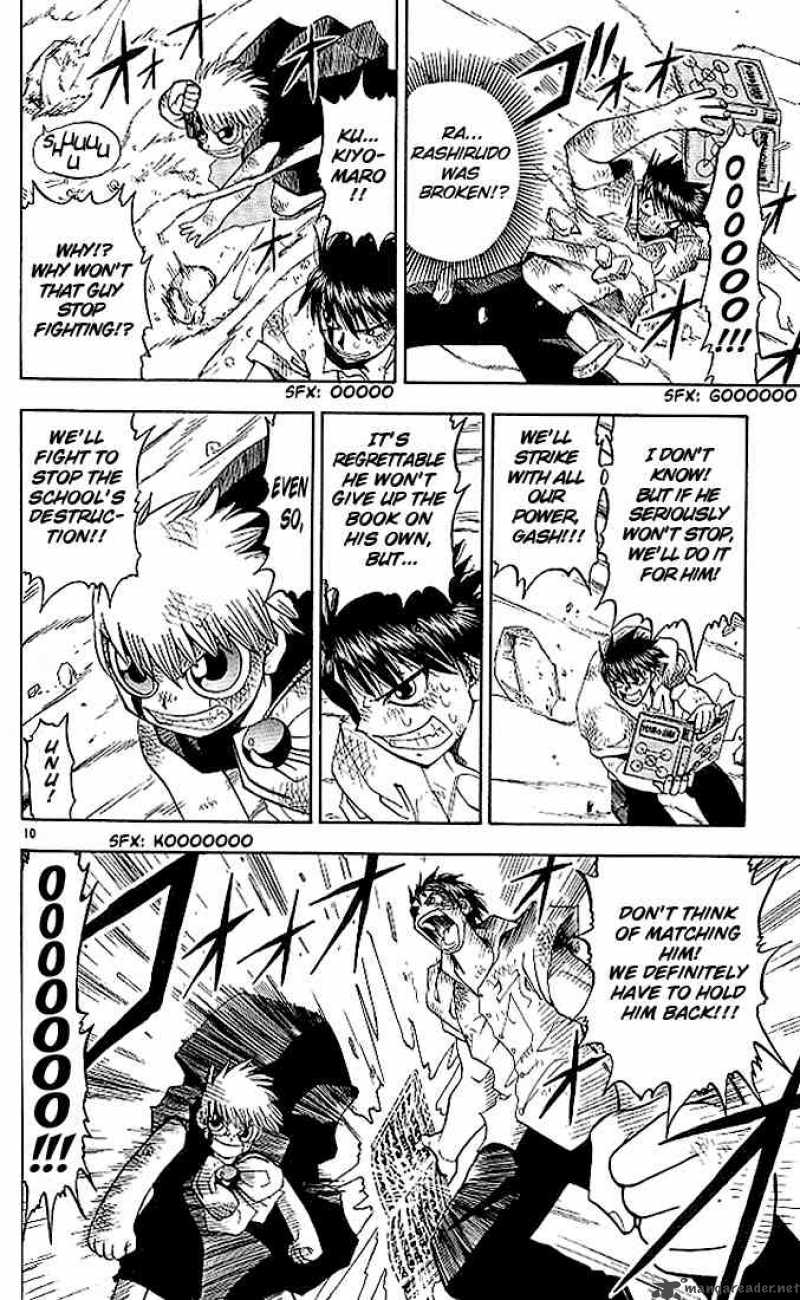 RA...
RASHIRUDO
WAS
BROKEN!?
OOOOOOO!!!
SFX: GOOOOOO
KU...
KIYO-
MARO
!!
SHUUUU
U
WHY!?
WHY WON'T
THAT GUY
STOP
FIGHTING!?
SFX: OOOOO
I DON'T
KNOW!
BUT IF HE
SERIOUSLY
WON'T STOP,
WE'LL DO IT
FOR HIM!
WE'LL
STRIKE
WITH ALL
OUR
POWER,
GASH!!!
IT'S
REGRETTABLE
HE WON'T
GIVE UP THE
BOOK ON
HIS OWN,
BUT...
EVEN
SO,
WE'LL
FIGHT TO
STOP THE
SCHOOL'S
DESTRUC-
TION!!
UNU!
10
SFX: KOOOOOOO
DON'T THINK
OF MATCHING
HIM!
WE DEFINITELY
HAVE TO HOLD
HIM BACK!!!
OOOOOOO!!!
mangareader.net